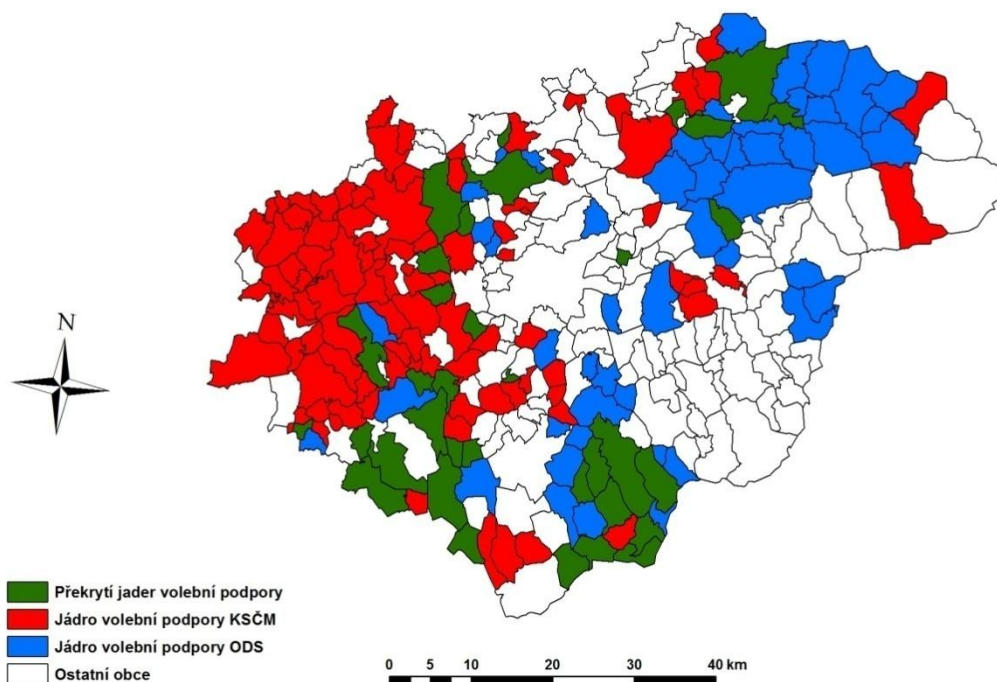 N
Překrytí jader volební podpory
Jádro volební podpory KSČM
Jádro volební podpory ODS
Ostatní obce
0 5 10 20 30 40 km